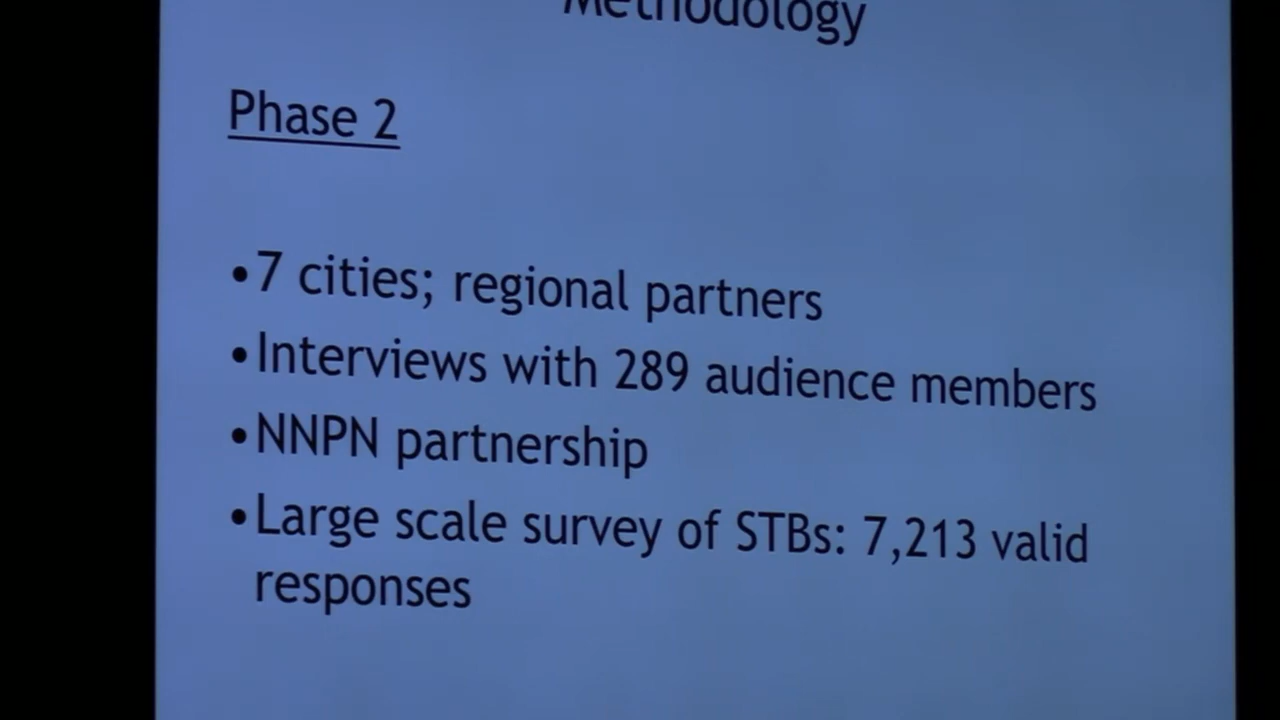 Methodology
Phase 2
•7 cities; regional partners
•Interviews with 289 audience members
•NNPN partnership
•Large scale survey of STBs: 7,213 valid
responses